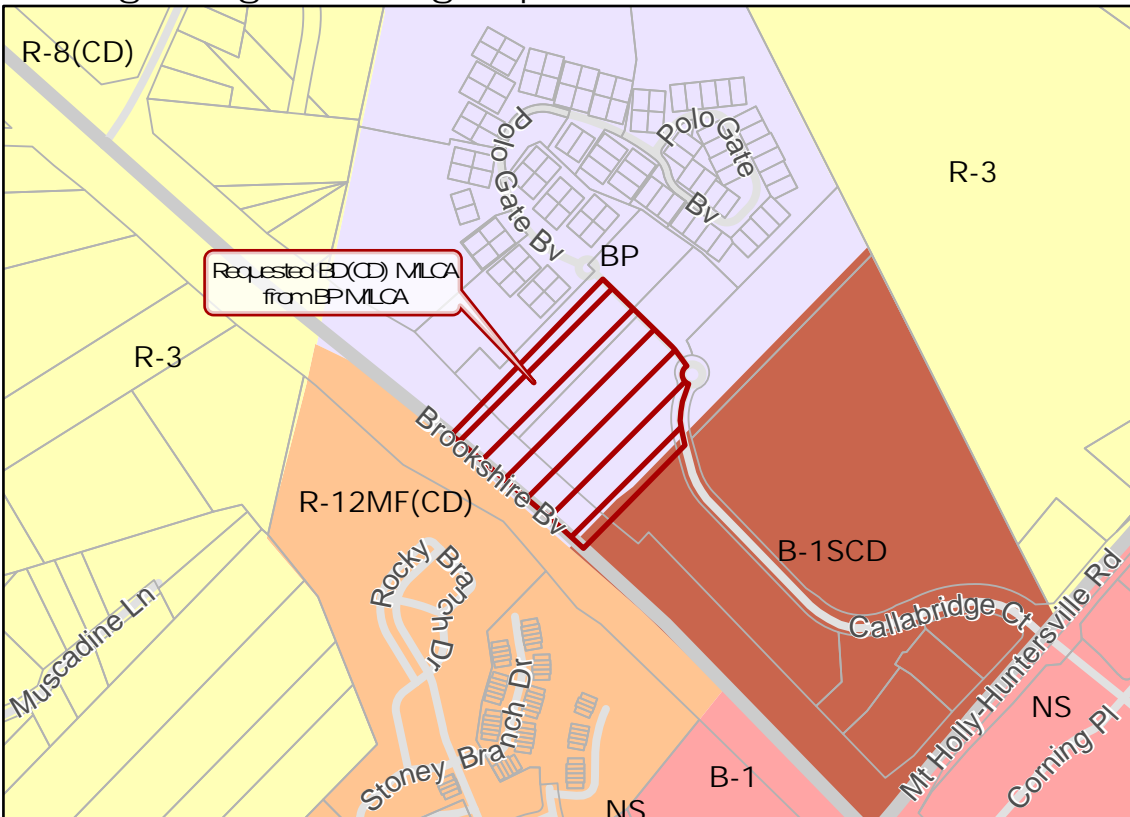 R-8(CD)
Polo Gate Bv
Polo Gate
Bv
R-3
BP
Requested BD(CD) MILCA
from BP MILCA
R-3
Brookshire Bv
R-12MF(CD)
B-1SCD
Rocky Branch Dr
Callabridge Ct
Muscadine Ln
Mt Holly-Huntersville Rd
Stoney Branch Dr
NS
Corning Pl
B-1
NS